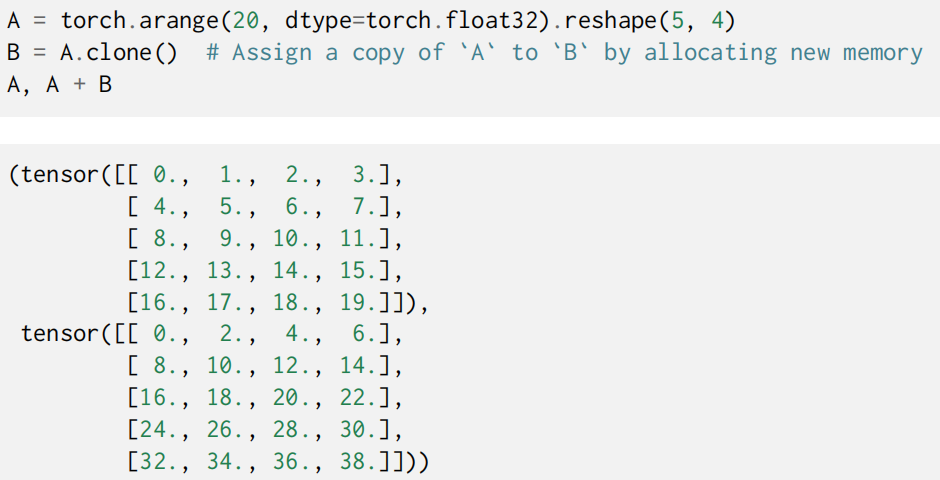 A = torch.arange(20, dtype=torch.float32).reshape(5, 4)
B = A.clone()  # Assign a copy of `A` to `B` by allocating new memory
A, A + B
(tensor([[ 0.,  1.,  2.,  3.],
         [ 4.,  5.,  6.,  7.],
         [ 8.,  9., 10., 11.],
         [12., 13., 14., 15.],
         [16., 17., 18., 19.]]),
 tensor([[ 0.,  2.,  4.,  6.],
         [ 8., 10., 12., 14.],
         [16., 18., 20., 22.],
         [24., 26., 28., 30.],
         [32., 34., 36., 38.]]))